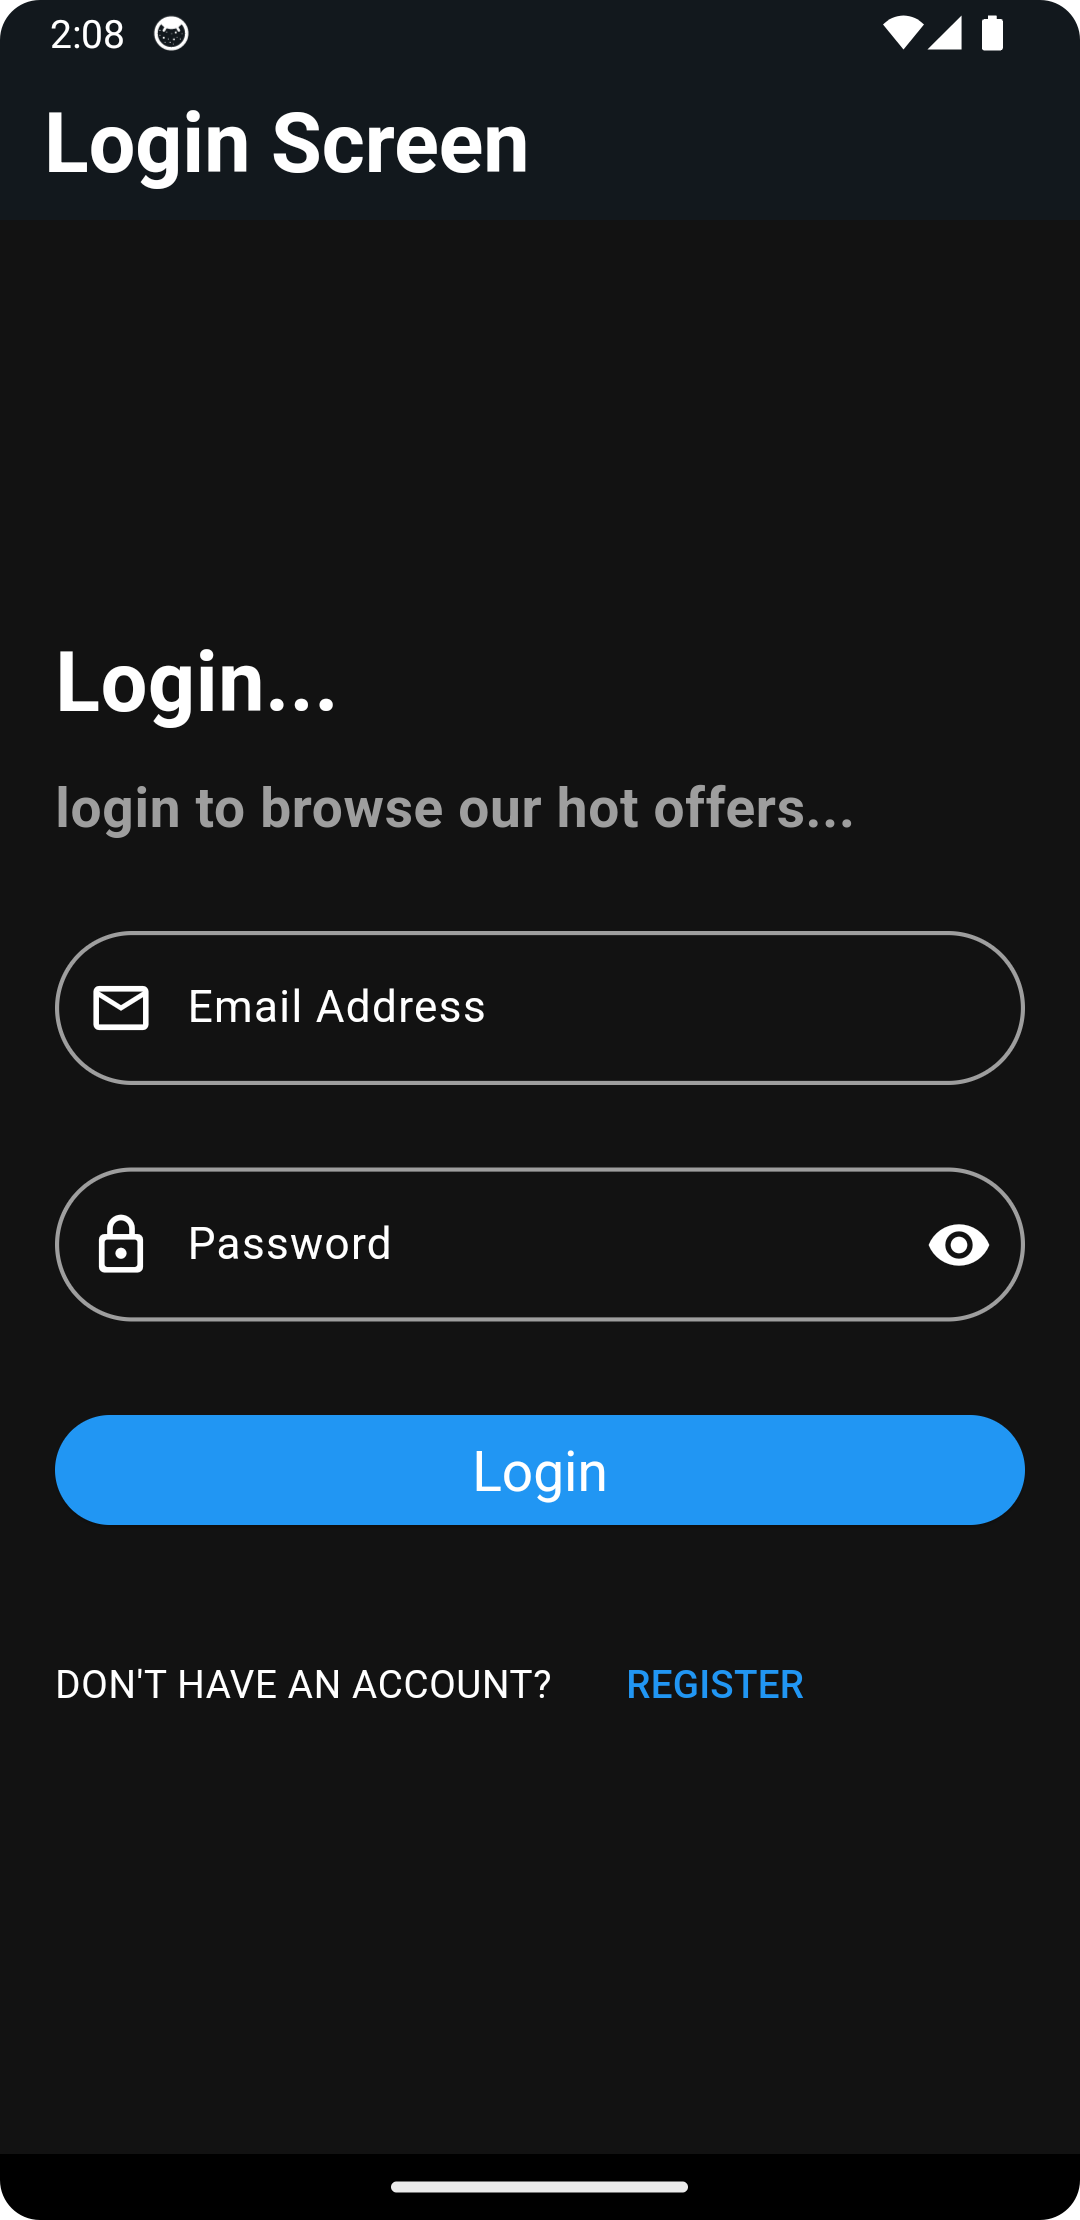 2:08
Login Screen
Login...
login to browse our hot offers...
Email Address
Password
Login
DON'T HAVE AN ACCOUNT? REGISTER